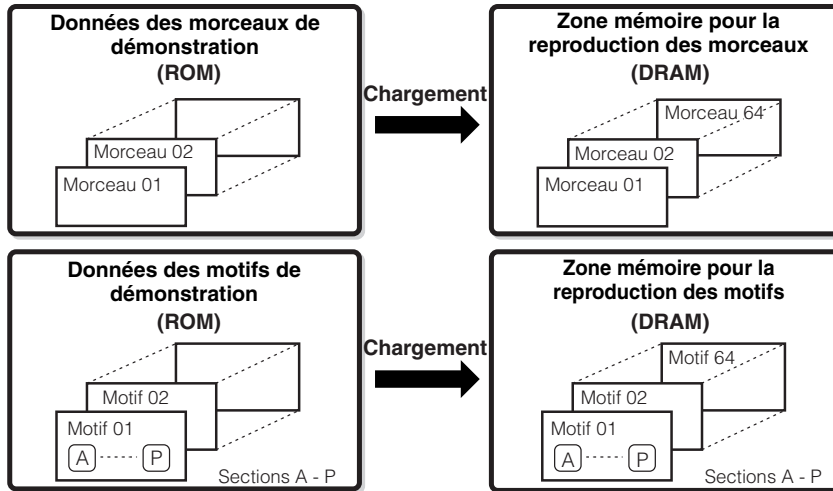 Données des morceaux de
démonstration
(ROM)
Morceau 02
Morceau 01
Chargement
Zone mémoire pour la
reproduction des morceaux
(DRAM)
Morceau 64
Morceau 02
Morceau 01
Données des motifs de
démonstration
(ROM)
Motif 02
Motif 01
A P
Sections A - P
Chargement
Zone mémoire pour la
reproduction des motifs
(DRAM)
Motif 64
Motif 02
Motif 01
A P
Sections A - P